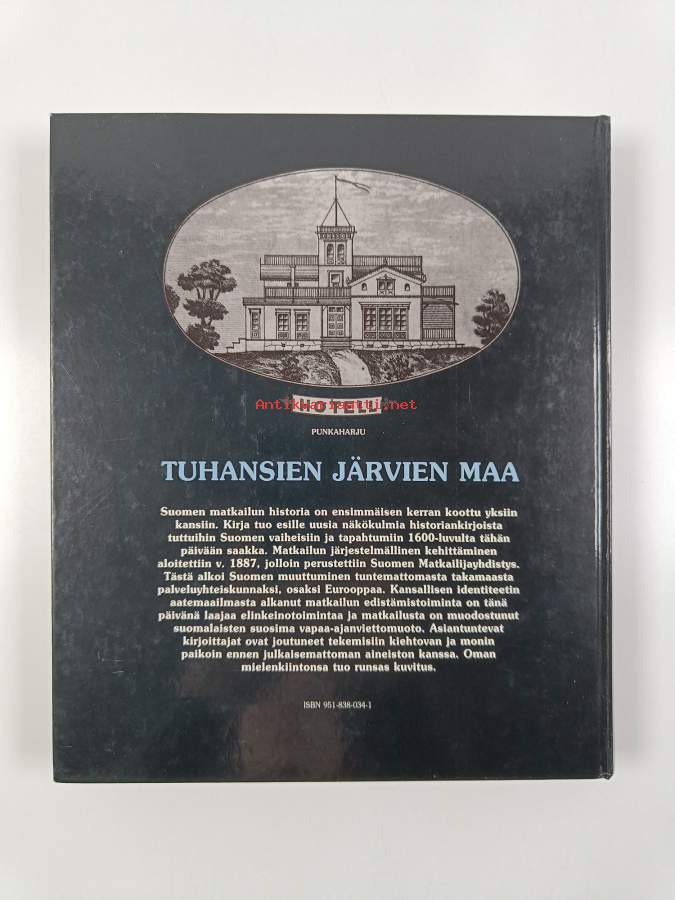 HOTELL
Antikvariaatti.net
PUNKAHARJU
TUHANSIEN JÄRVIEN MAA
Suomen matkailun historia on ensimmäisen kerran koottu yksiin
kansiin. Kirja tuo esille uusia näkökulmia historiankirjoista
tuttuihin Suomen vaiheisiin ja tapahtumiin 1600-luvulta tähän
päivään saakka. Matkailun järjestelmällinen kehittäminen
aloitettiin v. 1887, jolloin perustettiin Suomen Matkailijayhdistys.
Tästä alkoi Suomen muuttuminen tuntemattomasta takamaasta
palveluyhteiskunnaksi, osaksi Eurooppaa. Kansallisen identiteetin
aatemaailmasta alkanut matkailun edistämistoiminta on tänä
päivänä laajaa elinkeinotoimintaa ja matkailusta on muodostunut
suomalaisten suosima vapaa-ajanviettomuoto. Asiantuntevat
kirjoittajat ovat joutuneet tekemisiin kiehtovan ja monin
paikoin ennen julkaisemattoman aineiston kanssa. Oman
mielenkiintonsa tuo runsas kuvitus.
ISBN 951-838-034-1